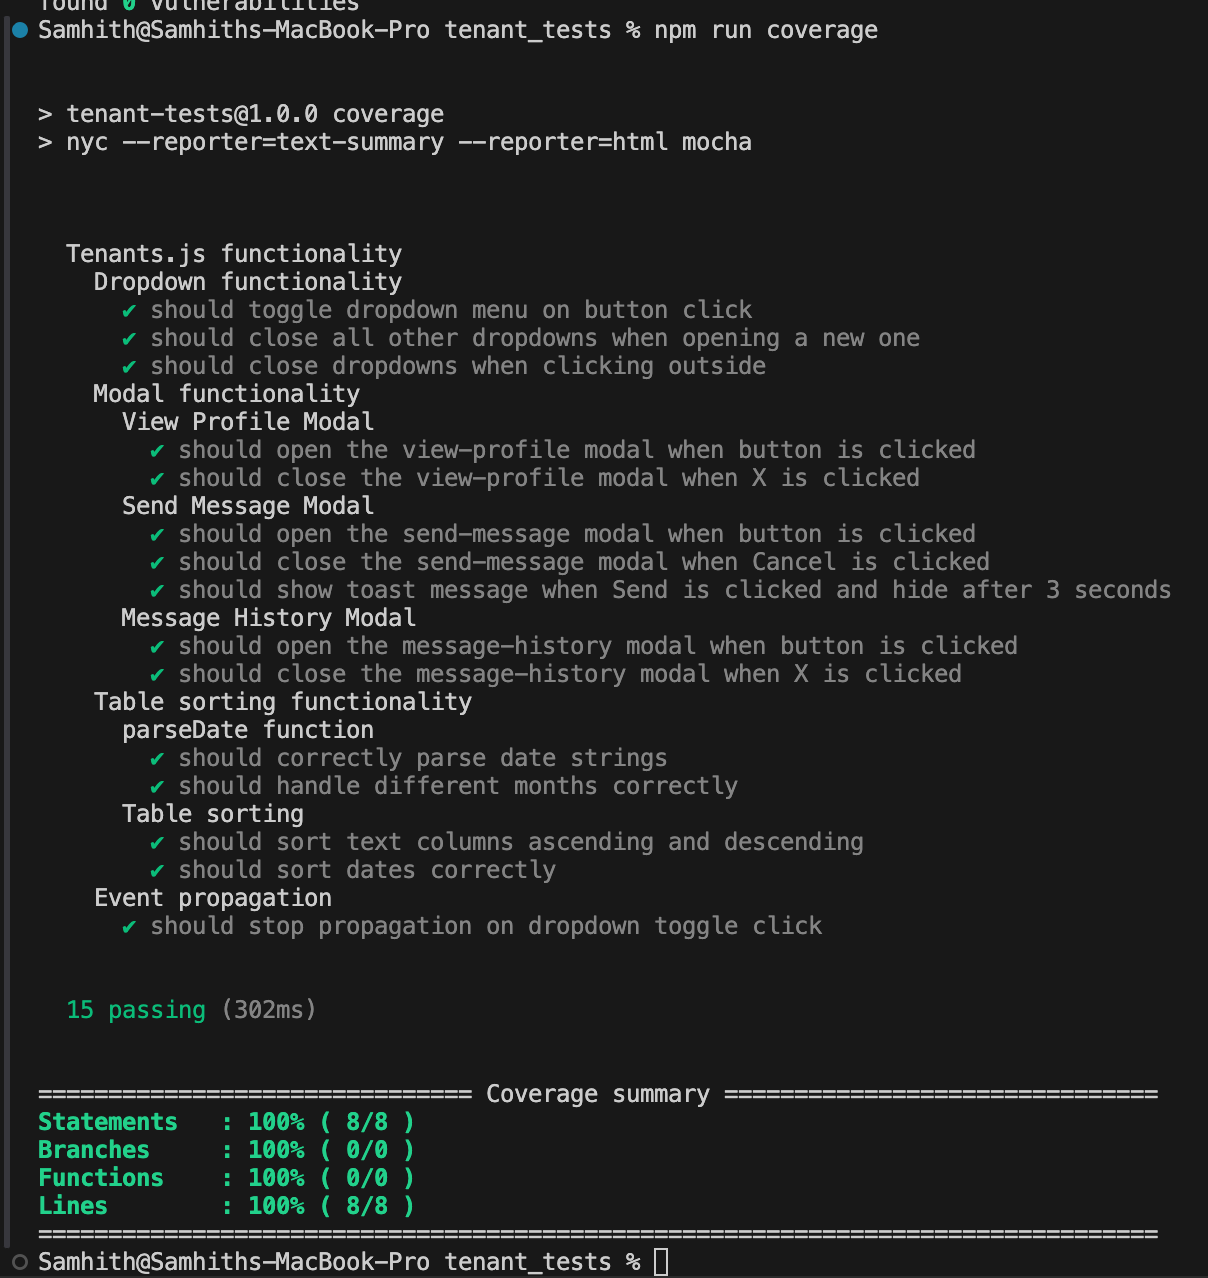 found 0 vulnerabilities
Samhith@Samhiths-MacBook-Pro tenant_tests % npm run coverage
> tenant-tests@1.0.0 coverage
> nyc --reporter=text-summary --reporter=html mocha
Tenants.js functionality
Dropdown functionality
✔ should toggle dropdown menu on button click
✔ should close all other dropdowns when opening a new one
✔ should close dropdowns when clicking outside
Modal functionality
View Profile Modal
✔ should open the view-profile modal when button is clicked
✔ should close the view-profile modal when X is clicked
Send Message Modal
✔ should open the send-message modal when button is clicked
✔ should close the send-message modal when Cancel is clicked
✔ should show toast message when Send is clicked and hide after 3 seconds
Message History Modal
✔ should open the message-history modal when button is clicked
✔ should close the message-history modal when X is clicked
Table sorting functionality
parseDate function
✔ should correctly parse date strings
✔ should handle different months correctly
Table sorting
✔ should sort text columns ascending and descending
✔ should sort dates correctly
Event propagation
✔ should stop propagation on dropdown toggle click
15 passing (302ms)
=============================== Coverage summary ===============================
Statements   : 100% ( 8/8 )
Branches     : 100% ( 0/0 )
Functions    : 100% ( 0/0 )
Lines        : 100% ( 8/8 )
================================================================================
Samhith@Samhiths-MacBook-Pro tenant_tests %